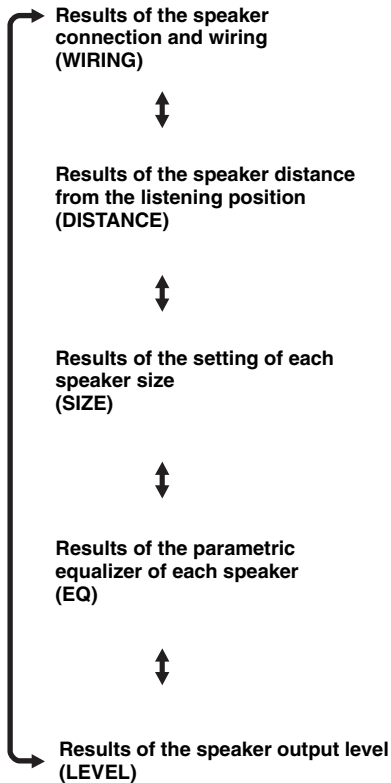 Results of the speaker
connection and wiring
(WIRING)
Results of the speaker distance
from the listening position
(DISTANCE)
Results of the setting of each
speaker size
(SIZE)
Results of the parametric
equalizer of each speaker
(EQ)
Results of the speaker output level
(LEVEL)